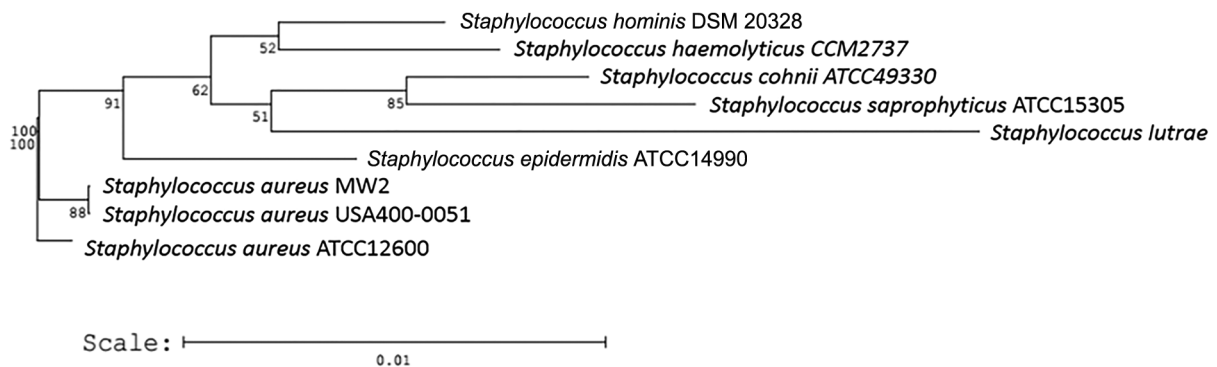 Staphylococcus hominis DSM 20328
52
Staphylococcus haemolyticus CCM2737
Staphylococcus cohnii ATCC49330
62
91
85
Staphylococcus saprophyticus ATCC15305
51
100
Staphylococcus lutrae
100
Staphylococcus epidermidis ATCC14990
Staphylococcus aureus MW2
88
Staphylococcus aureus USA400-0051
Staphylococcus aureus ATCC12600
Scale:
0.01